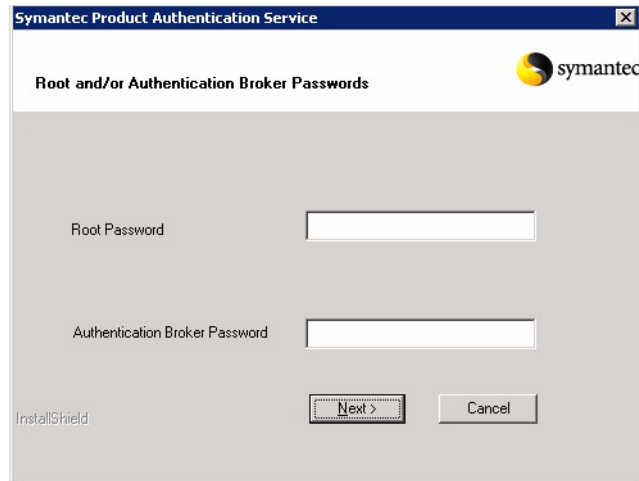 Symantec Product Authentication Service
symantec
Root and/or Authentication Broker Passwords
Root Password
Authentication Broker Password
Next >
Cancel
InstallShield